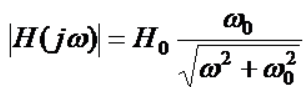 |H(jω)| = H₀ ω₀ / √(ω² + ω₀²)